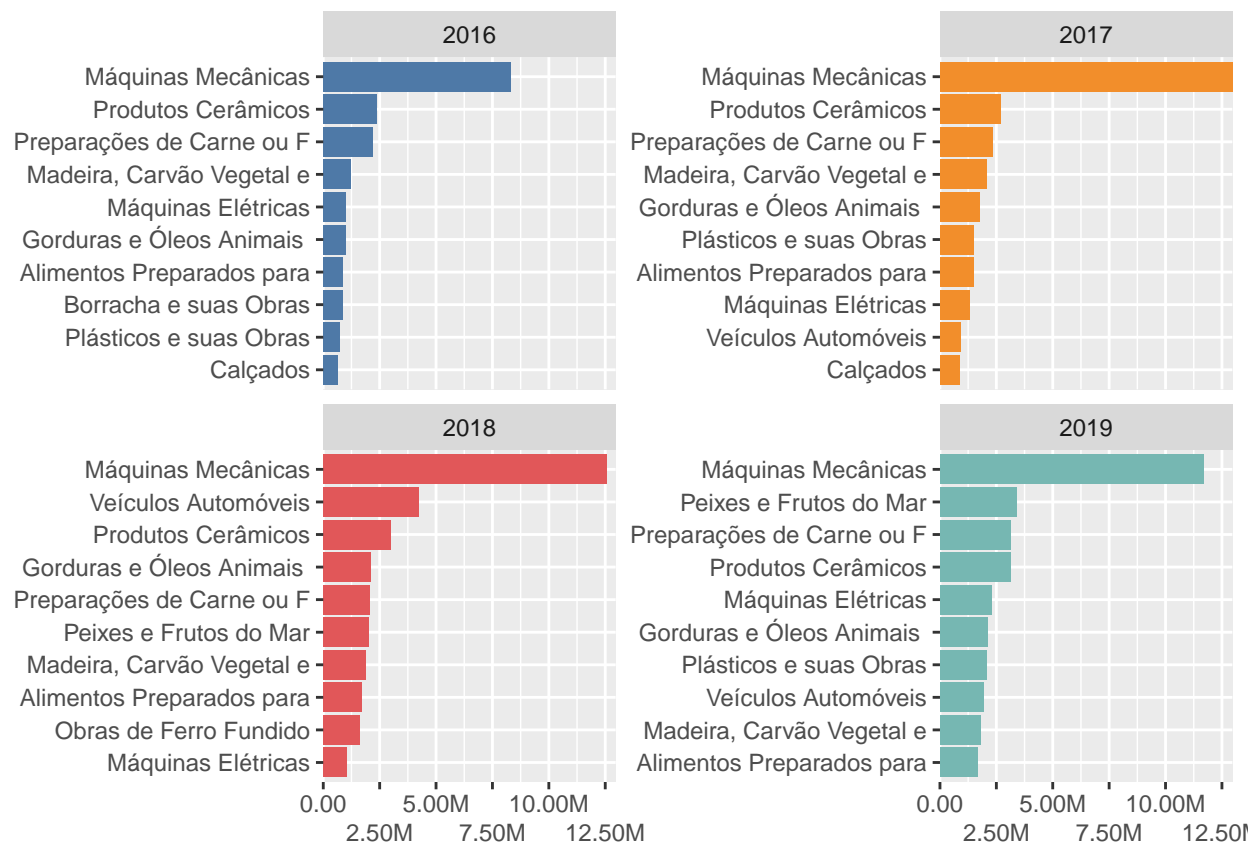 2016
Máquinas Mecânicas
Produtos Cerâmicos
Preparações de Carne ou F
Madeira, Carvão Vegetal e
Máquinas Elétricas
Gorduras e Óleos Animais
Alimentos Preparados para
Borracha e suas Obras
Plásticos e suas Obras
Calçados
2017
Máquinas Mecânicas
Produtos Cerâmicos
Preparações de Carne ou F
Madeira, Carvão Vegetal e
Gorduras e Óleos Animais
Plásticos e suas Obras
Alimentos Preparados para
Máquinas Elétricas
Veículos Automóveis
Calçados
2018
Máquinas Mecânicas
Veículos Automóveis
Produtos Cerâmicos
Gorduras e Óleos Animais
Preparações de Carne ou F
Peixes e Frutos do Mar
Madeira, Carvão Vegetal e
Alimentos Preparados para
Obras de Ferro Fundido
Máquinas Elétricas
0.00 5.00M 10.00M
2.50M 7.50M 12.50M
2019
Máquinas Mecânicas
Peixes e Frutos do Mar
Preparações de Carne ou F
Produtos Cerâmicos
Máquinas Elétricas
Gorduras e Óleos Animais
Plásticos e suas Obras
Veículos Automóveis
Madeira, Carvão Vegetal e
Alimentos Preparados para
0.00 5.00M 10.00M
2.50M 7.50M 12.50M